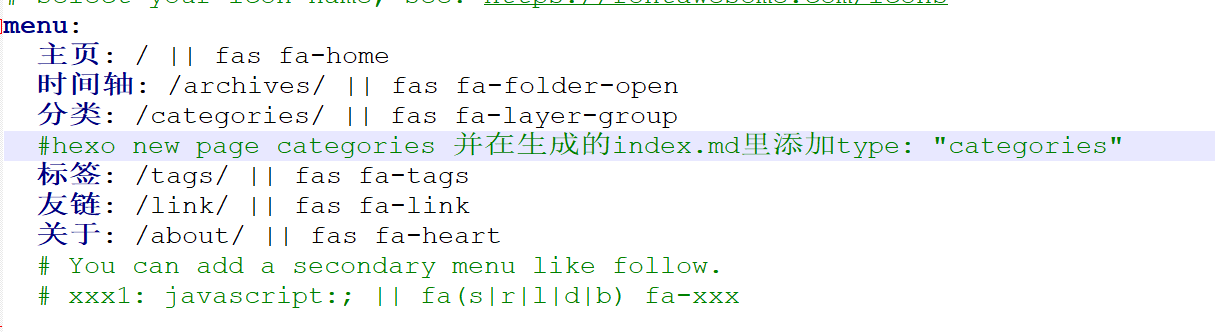 # Select your icon name, see: https://fontawesome.com/icons
menu:
主页: / || fas fa-home
时间轴: /archives/ || fas fa-folder-open
分类: /categories/ || fas fa-layer-group
#hexo new page categories 并在生成的index.md里添加type: "categories"
标签: /tags/ || fas fa-tags
友链: /link/ || fas fa-link
关于: /about/ || fas fa-heart
# You can add a secondary menu like follow.
# xxx1: javascript:; || fa(s|r|l|d|b) fa-xxx